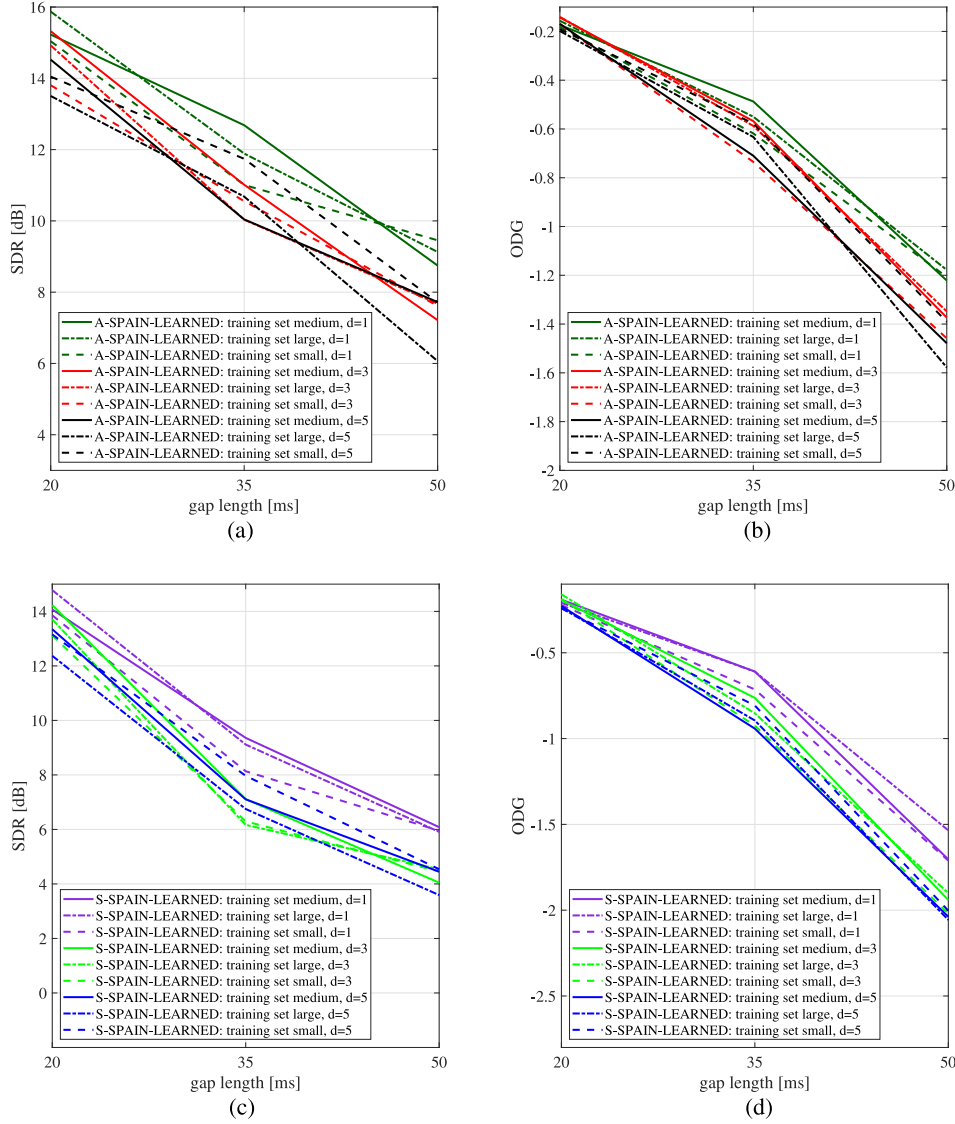 16
14
12
10
8
6
4
SDR [dB]
A-SPAIN-LEARNED: training set medium, d=1
A-SPAIN-LEARNED: training set large, d=1
A-SPAIN-LEARNED: training set small, d=1
A-SPAIN-LEARNED: training set medium, d=3
A-SPAIN-LEARNED: training set large, d=3
A-SPAIN-LEARNED: training set small, d=3
A-SPAIN-LEARNED: training set medium, d=5
A-SPAIN-LEARNED: training set large, d=5
A-SPAIN-LEARNED: training set small, d=5
20 35 50
gap length [ms]
(a)
-0.2
-0.4
-0.6
-0.8
-1
-1.2
-1.4
-1.6
-1.8
-2
ODG
A-SPAIN-LEARNED: training set medium, d=1
A-SPAIN-LEARNED: training set large, d=1
A-SPAIN-LEARNED: training set small, d=1
A-SPAIN-LEARNED: training set medium, d=3
A-SPAIN-LEARNED: training set large, d=3
A-SPAIN-LEARNED: training set small, d=3
A-SPAIN-LEARNED: training set medium, d=5
A-SPAIN-LEARNED: training set large, d=5
A-SPAIN-LEARNED: training set small, d=5
20 35 50
gap length [ms]
(b)
14
12
10
8
6
4
2
0
SDR [dB]
S-SPAIN-LEARNED: training set medium, d=1
S-SPAIN-LEARNED: training set large, d=1
S-SPAIN-LEARNED: training set small, d=1
S-SPAIN-LEARNED: training set medium, d=3
S-SPAIN-LEARNED: training set large, d=3
S-SPAIN-LEARNED: training set small, d=3
S-SPAIN-LEARNED: training set medium, d=5
S-SPAIN-LEARNED: training set large, d=5
S-SPAIN-LEARNED: training set small, d=5
20 35 50
gap length [ms]
(c)
-0.5
-1
-1.5
-2
-2.5
ODG
S-SPAIN-LEARNED: training set medium, d=1
S-SPAIN-LEARNED: training set large, d=1
S-SPAIN-LEARNED: training set small, d=1
S-SPAIN-LEARNED: training set medium, d=3
S-SPAIN-LEARNED: training set large, d=3
S-SPAIN-LEARNED: training set small, d=3
S-SPAIN-LEARNED: training set medium, d=5
S-SPAIN-LEARNED: training set large, d=5
S-SPAIN-LEARNED: training set small, d=5
20 35 50
gap length [ms]
(d)